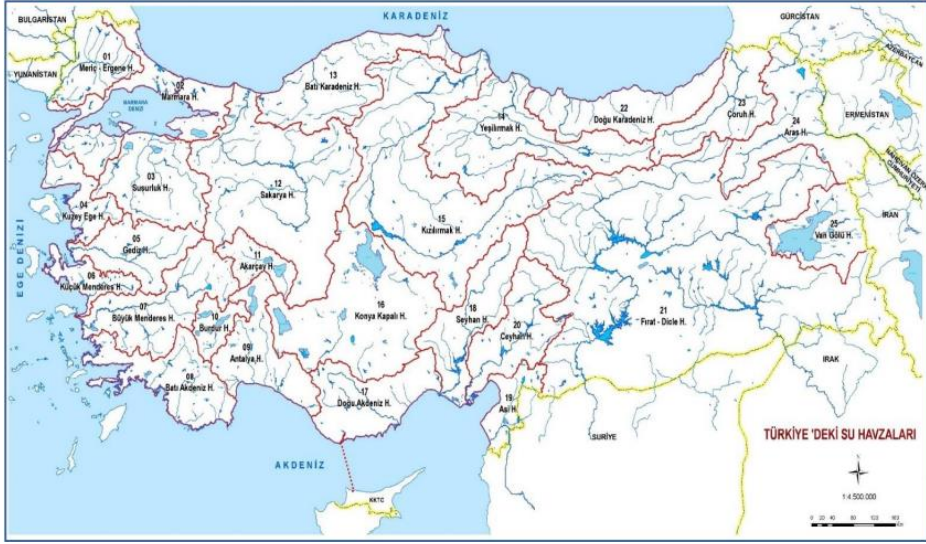 KARADENİZ
BULGARİSTAN
GÜRCİSTAN
AZERBAYCAN
YUNANİSTAN
01
Meriç - Ergene H.
02
Marmara H.
MARMARA
DENİZİ
13
Batı Karadeniz H.
14
Yeşilırmak H.
22
Doğu Karadeniz H.
23
Çoruh H.
24
Aras H.
ERMENİSTAN
NAHÇIVAN ÖZERK
CUMHURİYETİ
İRAN
03
Susurluk H.
12
Sakarya H.
04
Kuzey Ege H.
15
Kızılırmak H.
25
Van Gölü H.
EGE DENİZİ
05
Gediz H.
11
Akarçay H.
06
Küçük Menderes H.
07
Büyük Menderes H.
10
Burdur H.
16
Konya Kapalı H.
18
Seyhan H.
20
Ceyhan H.
21
Fırat - Dicle H.
09
Antalya H.
08
Batı Akdeniz H.
17
Doğu Akdeniz H.
19
Asi H
IRAK
SURİYE
TÜRKİYE 'DEKİ SU HAVZALARI
AKDENİZ
KKTC
1:4.500.000